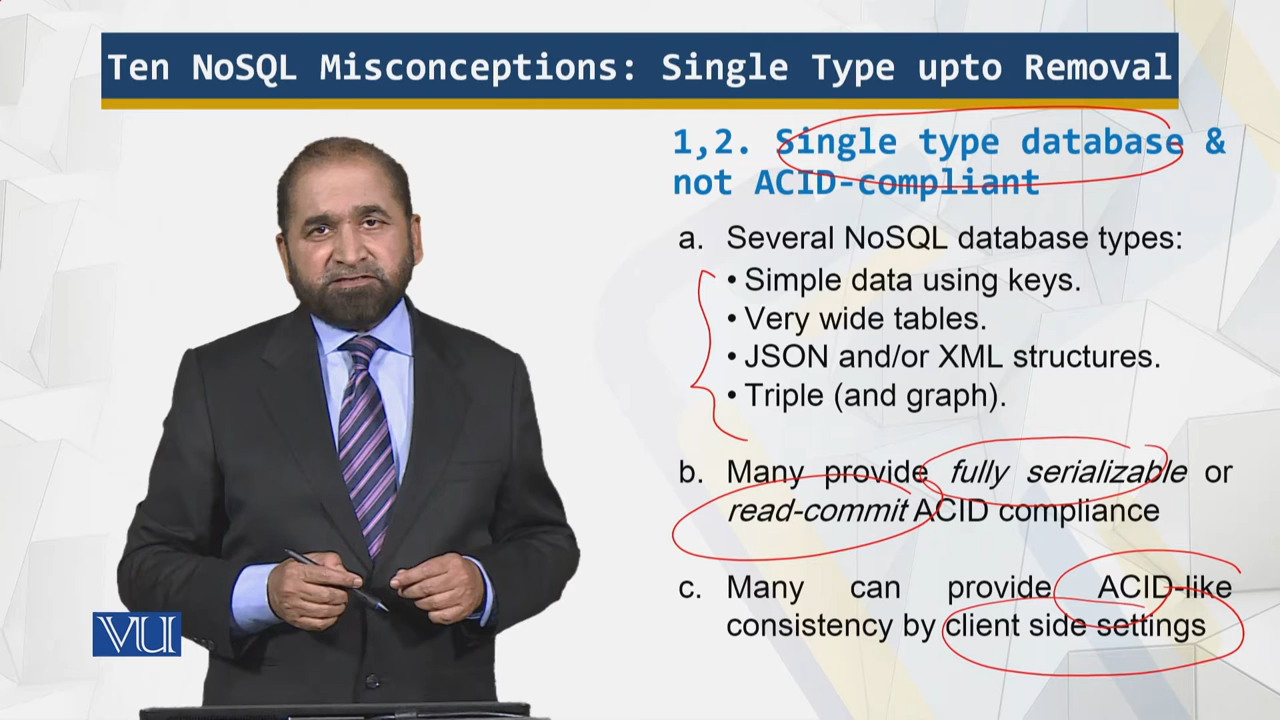 Ten NoSQL Misconceptions: Single Type upto Removal
1,2. Single type database &
not ACID-compliant
a. Several NoSQL database types:
• Simple data using keys.
• Very wide tables.
• JSON and/or XML structures.
• Triple (and graph).
b. Many provide fully serializable or
read-commit ACID compliance
c. Many can provide ACID-like
consistency by client side settings
VU